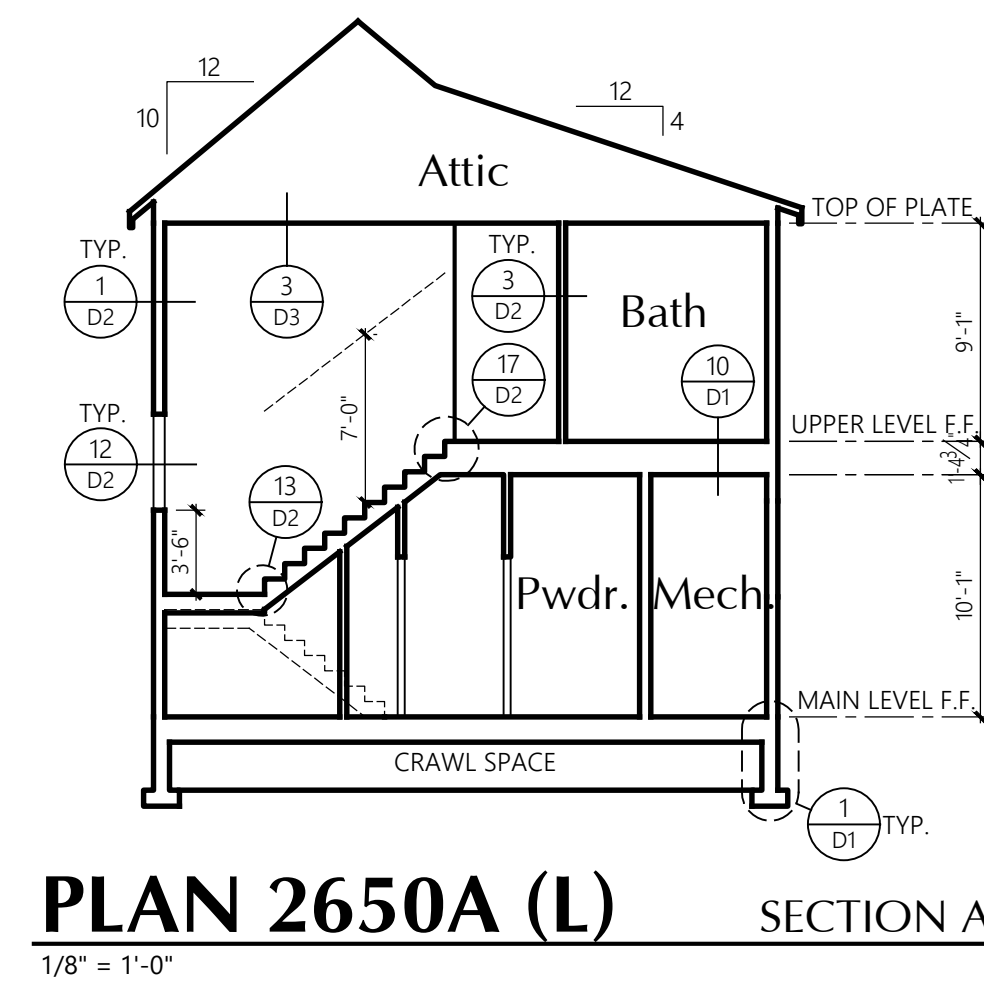 12
10
12
4
Attic
TOP OF PLATE
TYP.
1
D2
3
D3
TYP.
3
D2
Bath
9'-1"
17
D2
10
D1
7'-0"
TYP.
12
D2
UPPER LEVEL F.F.
1-4 3/4"
13
D2
3'-6"
Pwdr.
Mech.
10'-1"
MAIN LEVEL F.F.
CRAWL SPACE
1
D1
TYP.
PLAN 2650A (L)
SECTION A
1/8" = 1'-0"